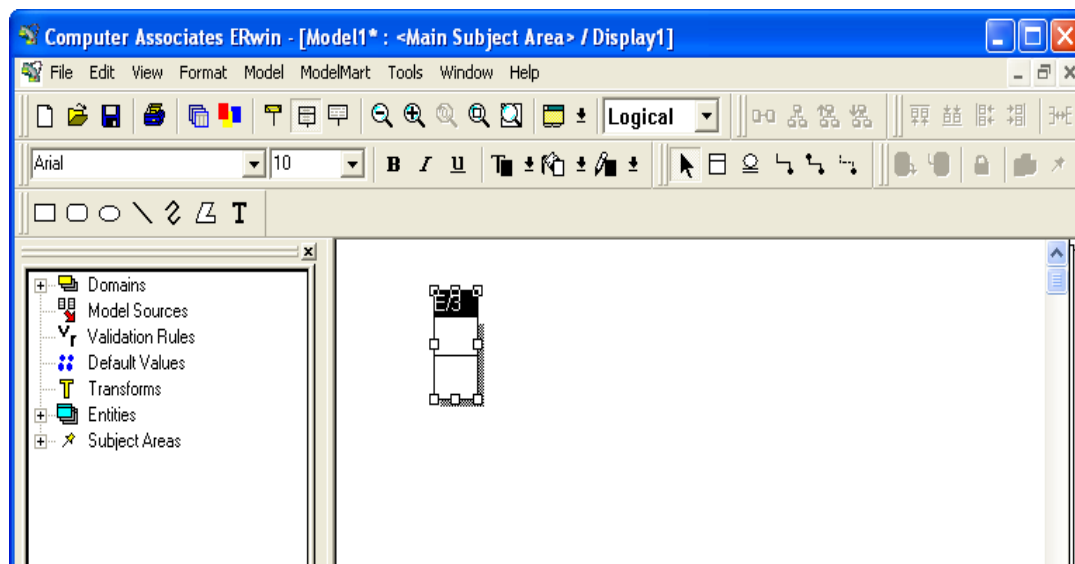 Computer Associates ERwin - [Model1* : <Main Subject Area> / Display1]
File Edit View Format Model ModelMart Tools Window Help
Logical
Arial 10 B I U
T
Domains
Model Sources
Validation Rules
Default Values
Transforms
Entities
Subject Areas
E/3